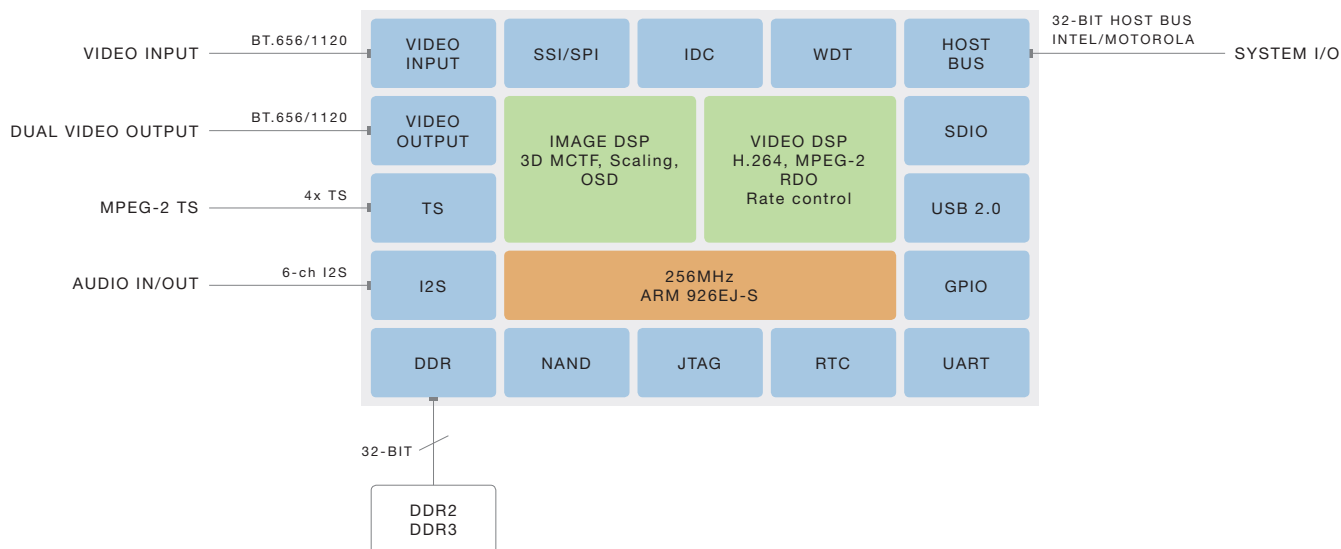 VIDEO INPUT
BT.656/1120
VIDEO
INPUT
SSI/SPI
IDC
WDT
HOST
BUS
32-BIT HOST BUS
INTEL/MOTOROLA
SYSTEM I/O
DUAL VIDEO OUTPUT
BT.656/1120
VIDEO
OUTPUT
IMAGE DSP
3D MCTF, Scaling,
OSD
VIDEO DSP
H.264, MPEG-2
RDO
Rate control
SDIO
MPEG-2 TS
4x TS
TS
USB 2.0
AUDIO IN/OUT
6-ch I2S
I2S
256MHz
ARM 926EJ-S
GPIO
DDR
NAND
JTAG
RTC
UART
32-BIT
DDR2
DDR3